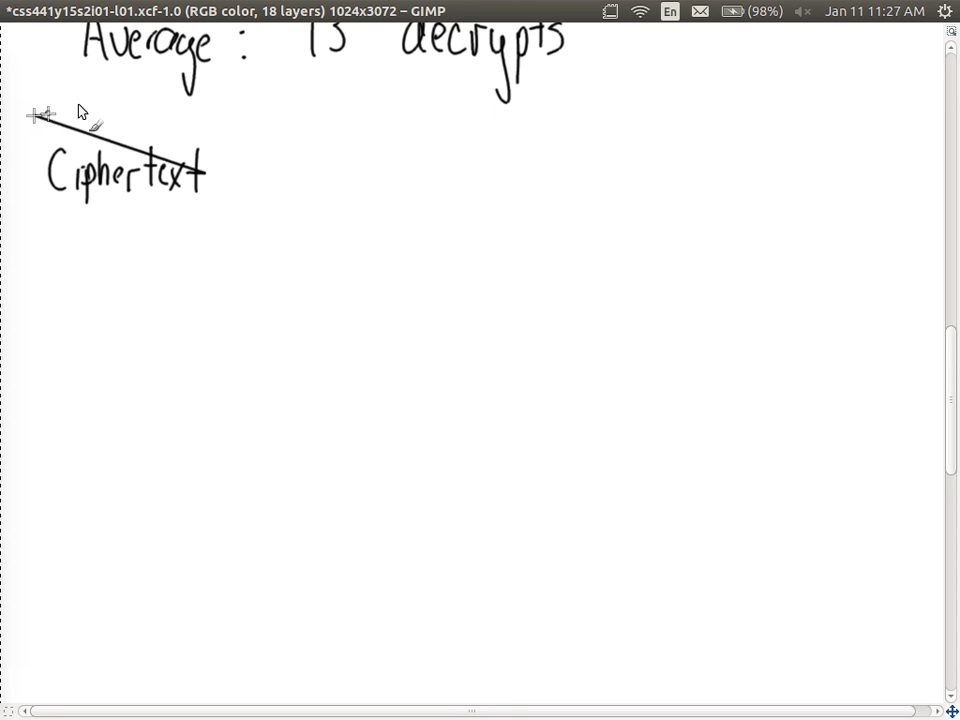 *css441y15s2i01-l01.xcf-1.0 (RGB color, 18 layers) 1024x3072 – GIMP En (98%) Jan 11 11:27 AM
Average: 13 decrypts
Ciphertext